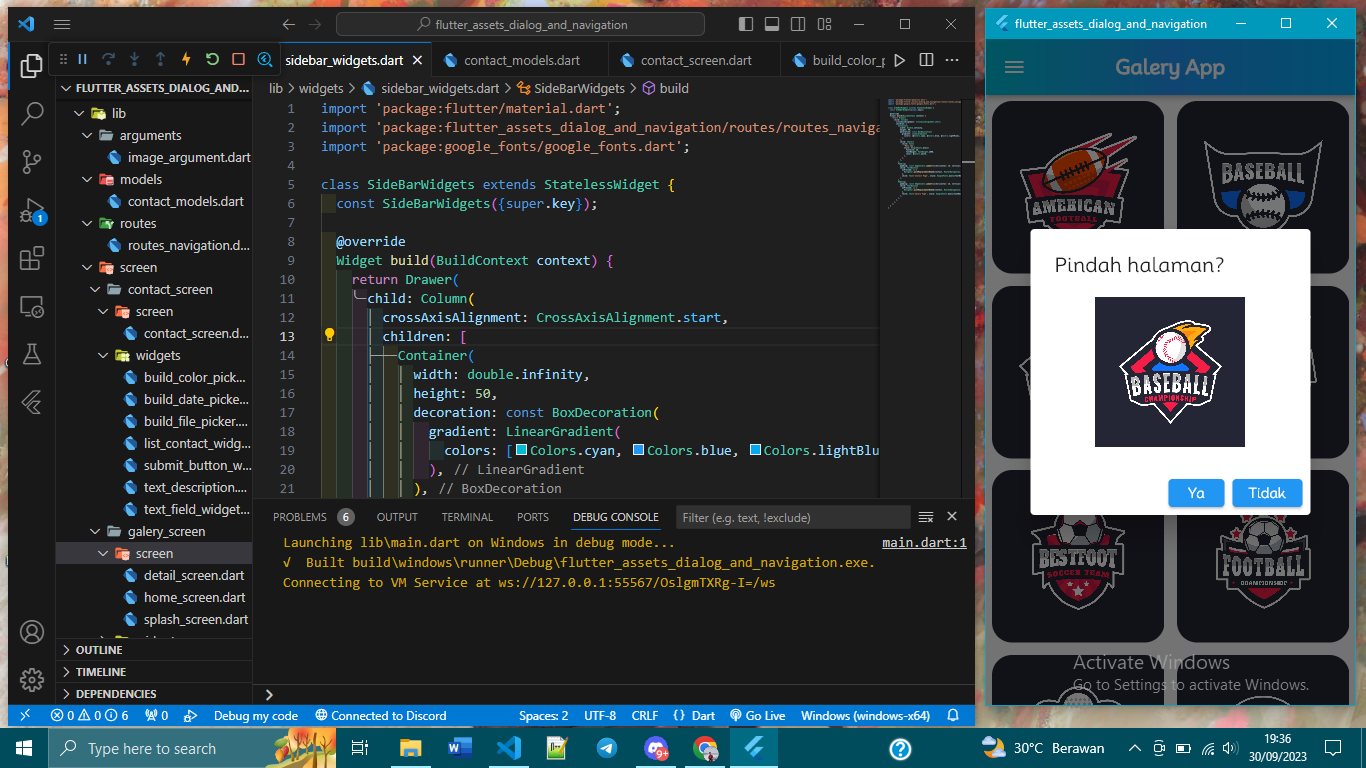 flutter_assets_dialog_and_navigation
sidebar_widgets.dart
contact_models.dart
contact_screen.dart
build_color_p
FLUTTER_ASSETS_DIALOG_AND...
lib
arguments
image_argument.dart
models
contact_models.dart
routes
routes_navigation.d...
screen
contact_screen
screen
contact_screen.d...
widgets
build_color_pick...
build_date_picke...
build_file_picker....
list_contact_widg...
submit_button_w...
text_description....
text_field_widget...
galery_screen
screen
detail_screen.dart
home_screen.dart
splash_screen.dart
OUTLINE
TIMELINE
DEPENDENCIES
lib > widgets > sidebar_widgets.dart > SideBarWidgets > build
1 import 'package:flutter/material.dart';
2 import 'package:flutter_assets_dialog_and_navigation/routes/routes_naviga
3 import 'package:google_fonts/google_fonts.dart';
4
5 class SideBarWidgets extends StatelessWidget {
6 const SideBarWidgets({super.key});
7
8 @override
9 Widget build(BuildContext context) {
10 return Drawer(
11 child: Column(
12 crossAxisAlignment: CrossAxisAlignment.start,
13 children: [
14 Container(
15 width: double.infinity,
16 height: 50,
17 decoration: const BoxDecoration(
18 gradient: LinearGradient(
19 colors: [Colors.cyan, Colors.blue, Colors.lightBlu
20 ), // LinearGradient
21 ), // BoxDecoration
PROBLEMS 6 OUTPUT TERMINAL PORTS DEBUG CONSOLE Filter (e.g. text, !exclude)
Launching lib\main.dart on Windows in debug mode... main.dart:1
√ Built build\windows\runner\Debug\flutter_assets_dialog_and_navigation.exe.
Connecting to VM Service at ws://127.0.0.1:55567/OslgmTXRg-I=/ws
1
0 0 6 0 Debug my code Connected to Discord Spaces: 2 UTF-8 CRLF {} Dart Go Live Windows (windows-x64)
flutter_assets_dialog_and_navigation
Galery App
AMERICAN
FOOTBALL
BASEBALL
Pindah halaman?
BASEBALL
CHAMPIONSHIP
Ya Tidak
BESTFOOT
SOCCER TEAM
FOOTBALL
CHAMPIONSHIP
Activate Windows
Go to Settings to activate Windows.
Type here to search
9+
30°C Berawan
19:36
30/09/2023